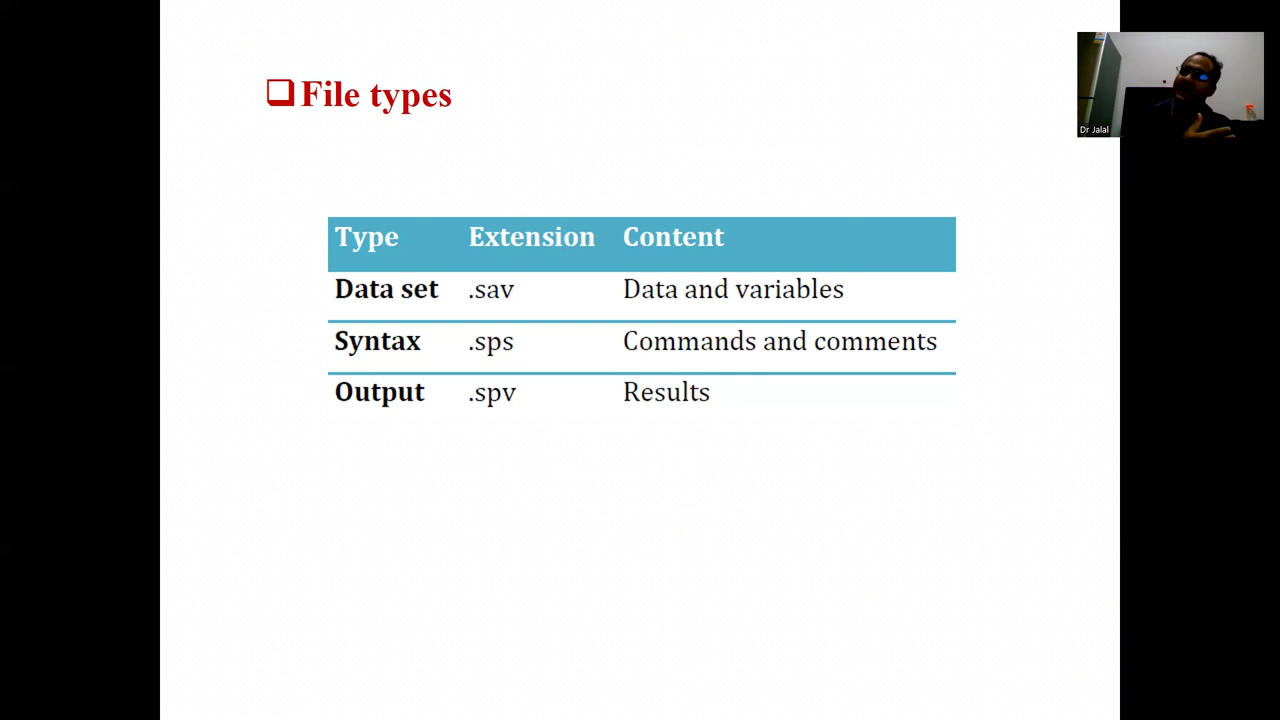 ❑ File types
Dr Jalal
Type Extension Content
Data set .sav Data and variables
Syntax .sps Commands and comments
Output .spv Results